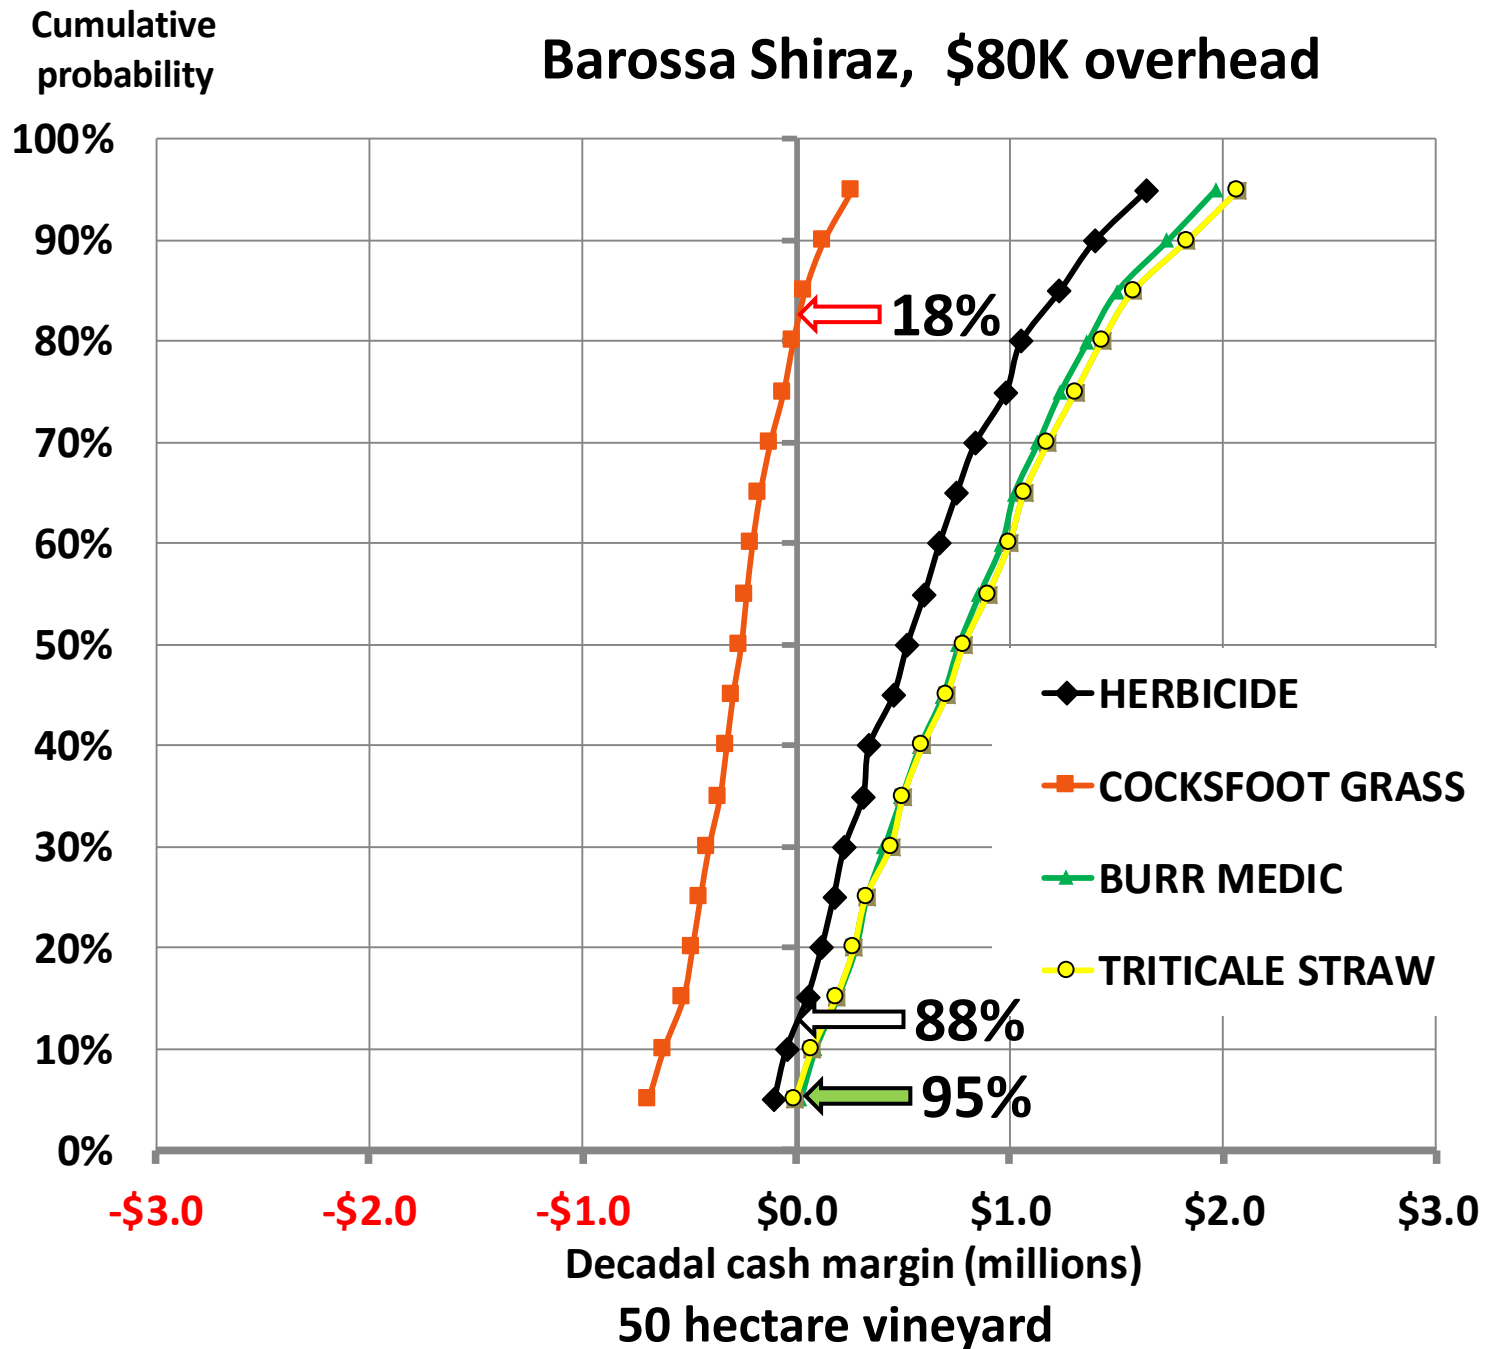 Cumulative
probability
Barossa Shiraz, $80K overhead
100%
90%
80%
70%
60%
50%
40%
30%
20%
10%
0%
18%
88%
95%
HERBICIDE
COCKSFOOT GRASS
BURR MEDIC
TRITICALE STRAW
-$3.0 -$2.0 -$1.0 $0.0 $1.0 $2.0 $3.0
Decadal cash margin (millions)
50 hectare vineyard